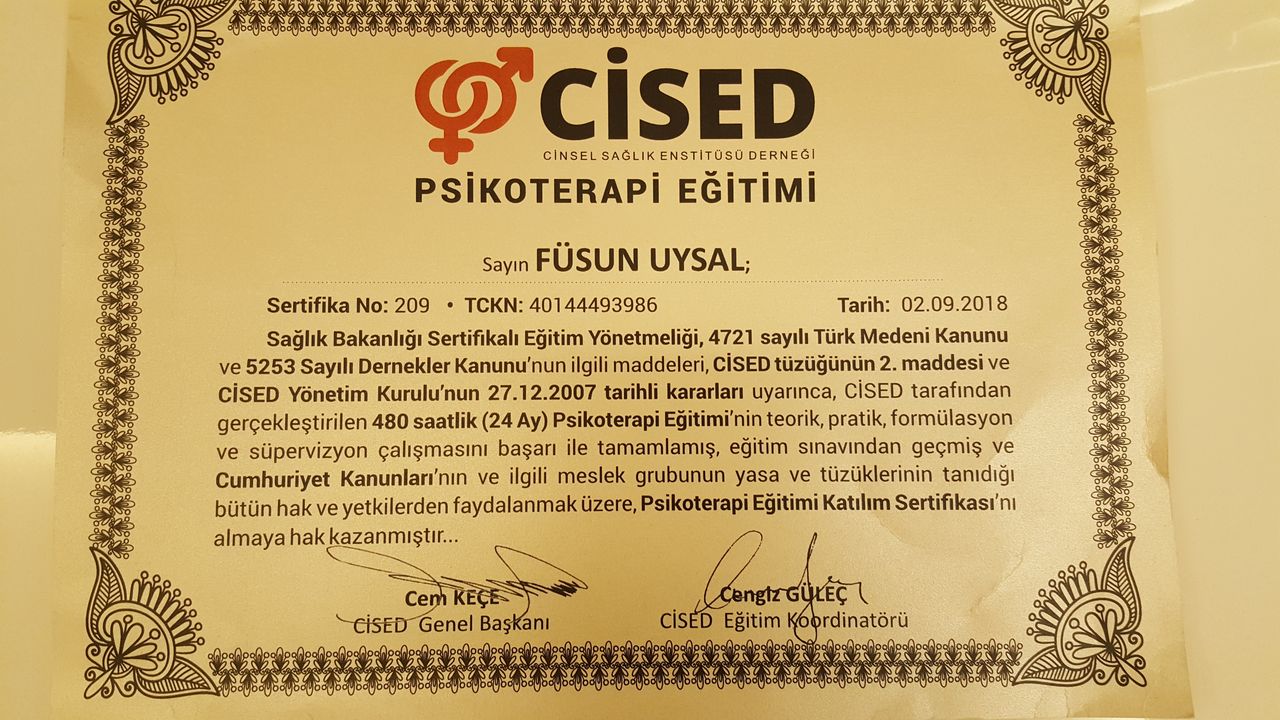 CİSED
CİNSEL SAĞLIK ENSTİTÜSÜ DERNEĞİ
PSİKOTERAPİ EĞİTİMİ
Sayın FÜSUN UYSAL;
Sertifika No: 209 • TCKN: 40144493986 Tarih: 02.09.2018
Sağlık Bakanlığı Sertifikalı Eğitim Yönetmeliği, 4721 sayılı Türk Medeni Kanunu
ve 5253 Sayılı Dernekler Kanunu'nun ilgili maddeleri, CİSED tüzüğünün 2. maddesi ve
CİSED Yönetim Kurulu'nun 27.12.2007 tarihli kararları uyarınca, CİSED tarafından
gerçekleştirilen 480 saatlik (24 Ay) Psikoterapi Eğitimi'nin teorik, pratik, formülasyon
ve süpervizyon çalışmasını başarı ile tamamlamış, eğitim sınavından geçmiş ve
Cumhuriyet Kanunları'nın ve ilgili meslek grubunun yasa ve tüzüklerinin tanıdığı
bütün hak ve yetkilerden faydalanmak üzere, Psikoterapi Eğitimi Katılım Sertifikası'nı
almaya hak kazanmıştır...
Cem KEÇE Cengiz GÜLEÇ
CİSED Genel Başkanı CİSED Eğitim Koordinatörü